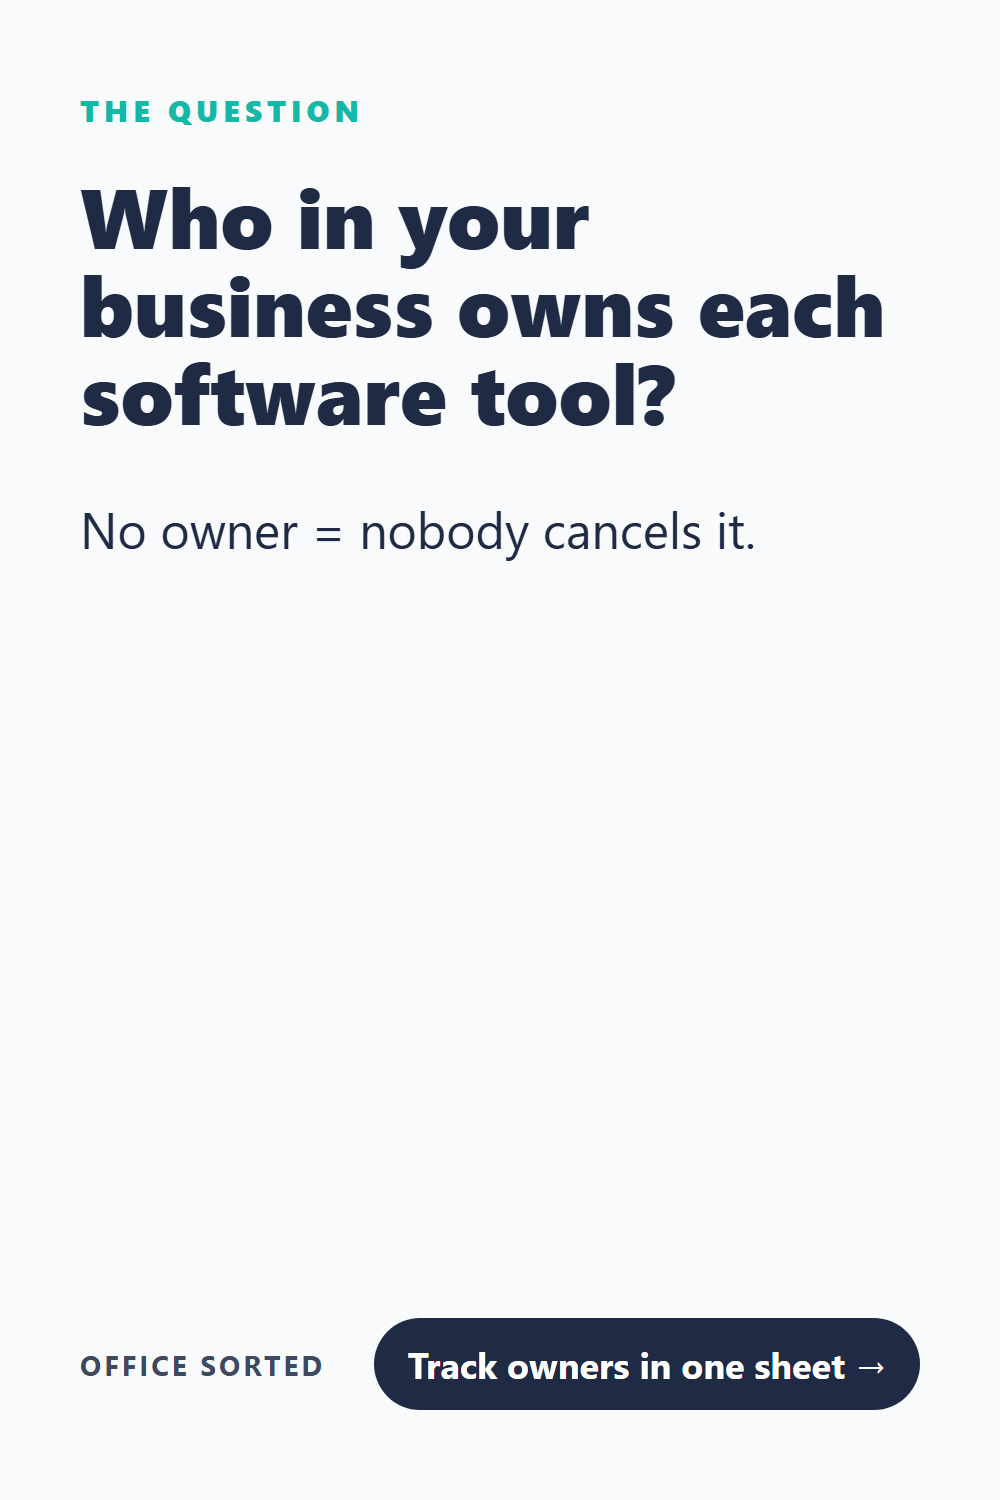 THE QUESTION
Who in your
business owns each
software tool?
No owner = nobody cancels it.
OFFICE SORTED
Track owners in one sheet →